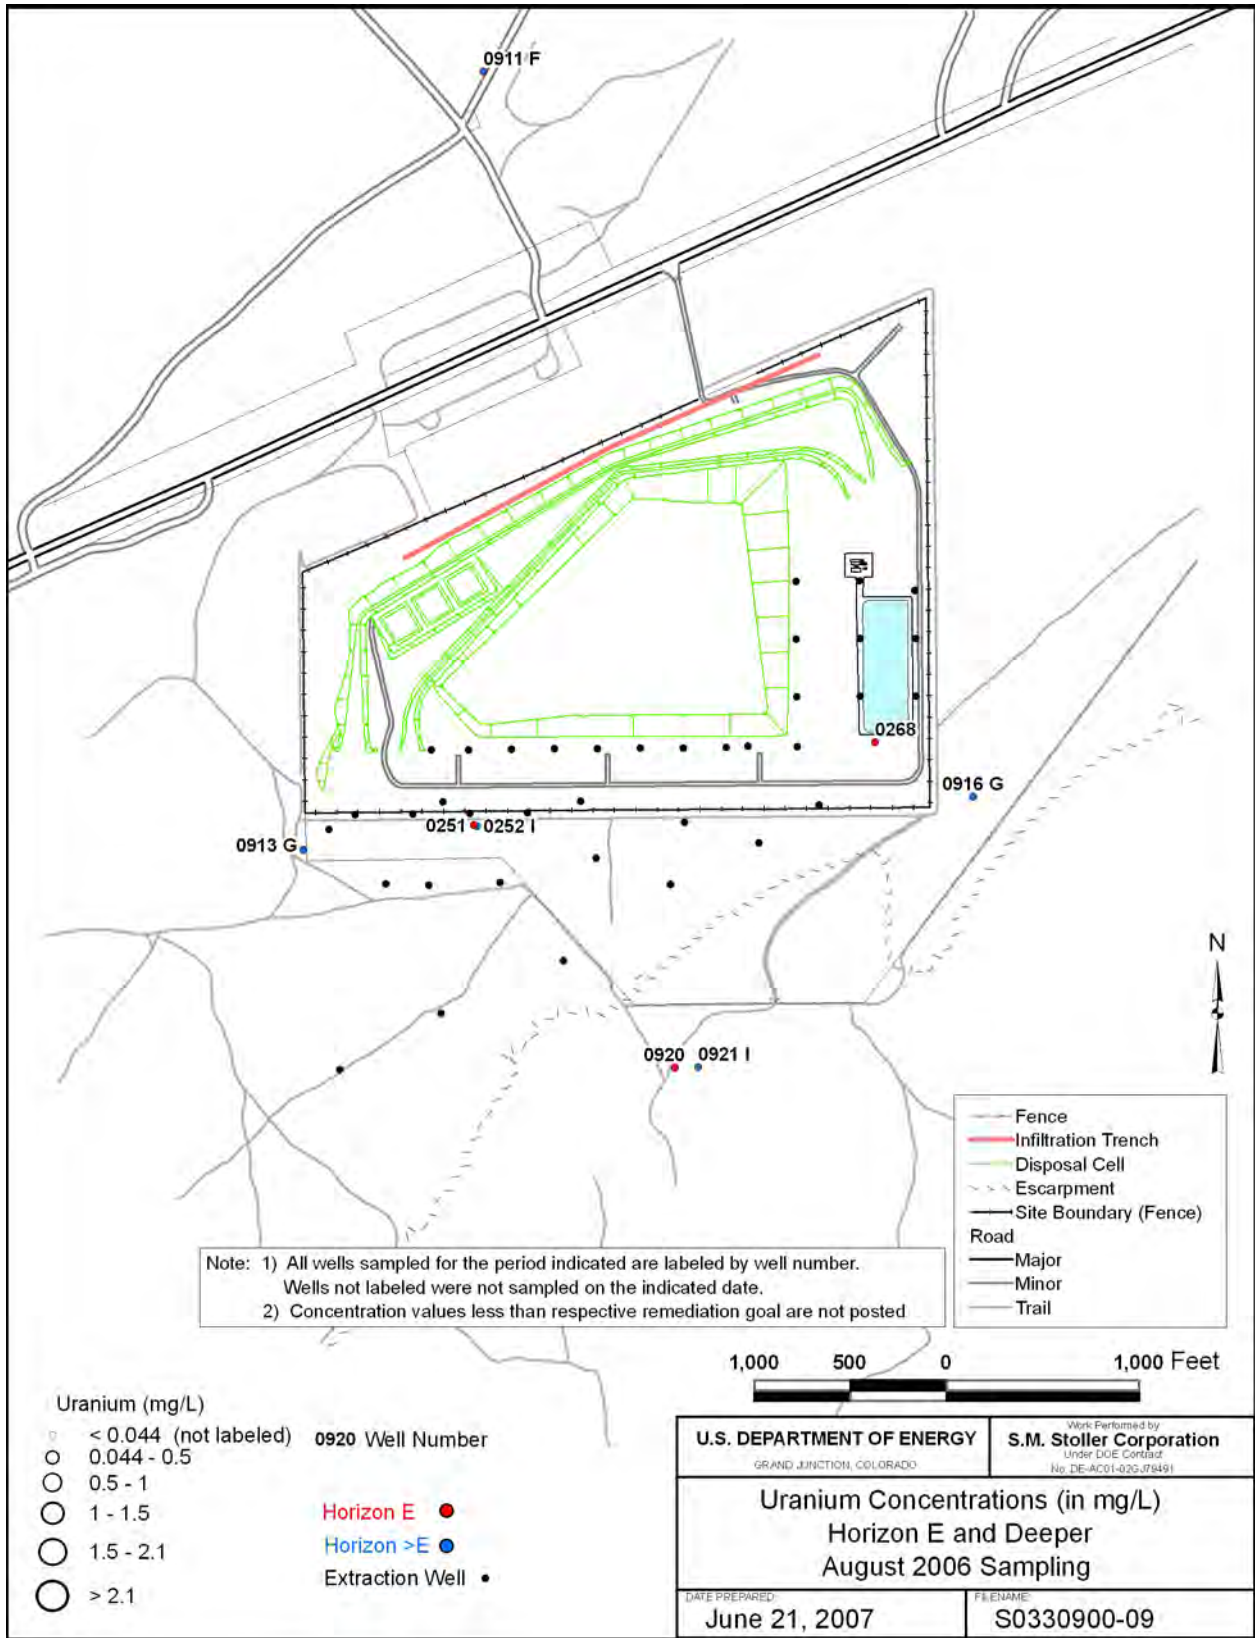 0911 F
0268
0916 G
0251
0252 I
0913 G
N
0920
0921 I
Fence
Infiltration Trench
Disposal Cell
Escarpment
Site Boundary (Fence)
Road
Major
Minor
Trail
Note: 1) All wells sampled for the period indicated are labeled by well number.
Wells not labeled were not sampled on the indicated date.
2) Concentration values less than respective remediation goal are not posted
1,000 500 0 1,000 Feet
Uranium (mg/L)
< 0.044 (not labeled)
0.044 - 0.5
0.5 - 1
1 - 1.5
1.5 - 2.1
> 2.1
0920 Well Number
Horizon E
Horizon >E
Extraction Well
U.S. DEPARTMENT OF ENERGY
GRAND JUNCTION, COLORADO
Work Performed by
S.M. Stoller Corporation
Under DOE Contract
No. DE-AC01-02GJ79491
Uranium Concentrations (in mg/L)
Horizon E and Deeper
August 2006 Sampling
DATE PREPARED:
June 21, 2007
FILENAME:
S0330900-09